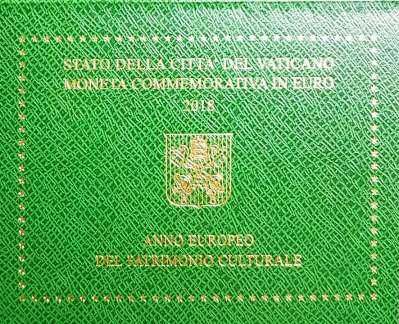 STATO DELLA CITTA' DEL VATICANO
MONETA COMMEMORATIVA IN EURO
2018
ANNO EUROPEO
DEL PATRIMONIO CULTURALE